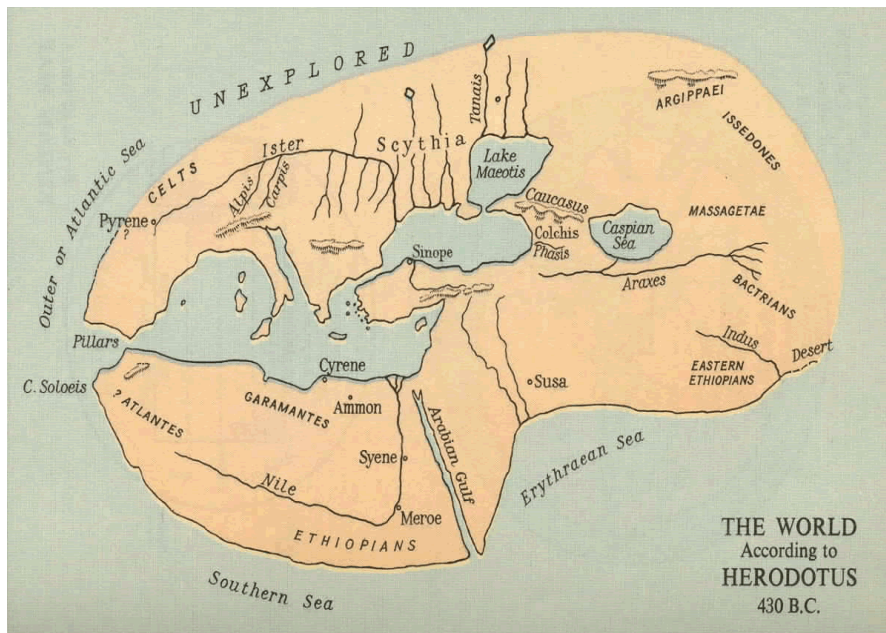 UNEXPLORED
Outer or Atlantic Sea
CELTS
Ister
Scythia
Tanais
Lake
Maeotis
ARGIPPAEI
ISSEDONES
Alpis
Carpis
Pyrene
?
Caucasus
Colchis
Phasis
Caspian
Sea
MASSAGETAE
Sinope
Araxes
BACTRIANS
Pillars
Indus
Desert
EASTERN
ETHIOPIANS
C. Soloeis
Cyrene
Susa
? ATLANTES
GARAMANTES
Ammon
Arabian Gulf
Syene
Erythraean Sea
Nile
Meroe
ETHIOPIANS
Southern Sea
THE WORLD
According to
HERODOTUS
430 B.C.